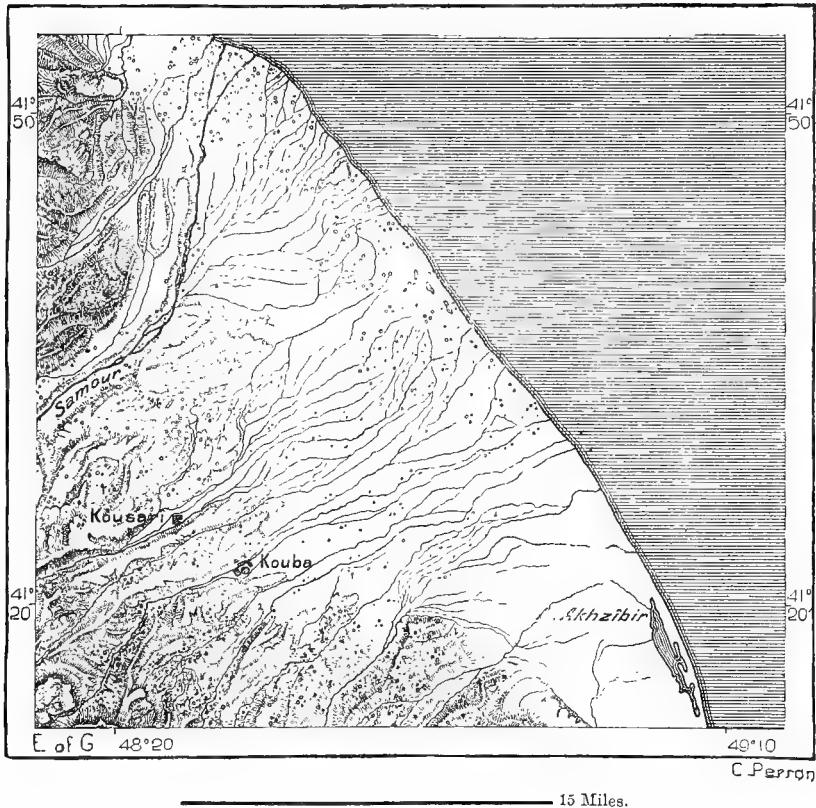 41°
50'
41°
50'
Samour
Kousari
Kouba
41°
20'
Akhzibir
41°
20'
E of G
48°20
49°10
C. Perron
15 Miles.